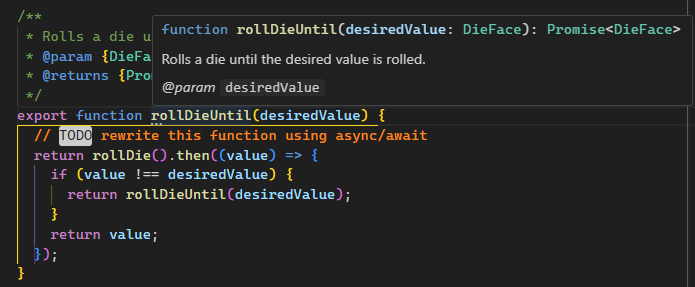 /**
* Rolls a die u
* @param {DieFa
* @returns {Pro
*/
function rollDieUntil(desiredValue: DieFace): Promise<DieFace>
Rolls a die until the desired value is rolled.
@param desiredValue
export function rollDieUntil(desiredValue) {
// TODO rewrite this function using async/await
return rollDie().then((value) => {
if (value !== desiredValue) {
return rollDieUntil(desiredValue);
}
return value;
});
}